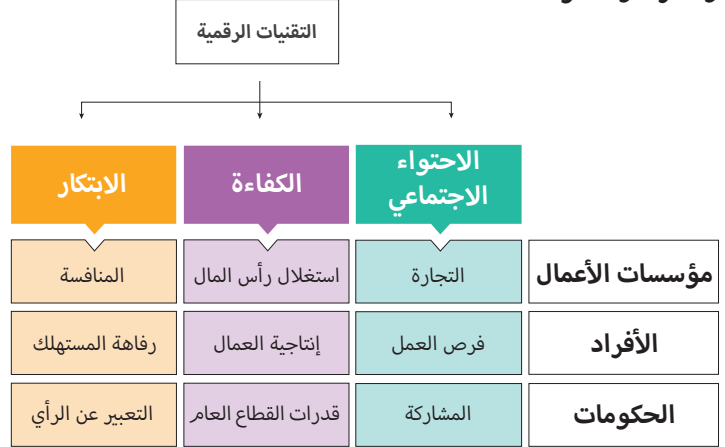 التقنيات الرقمية
الاحتواء
الاجتماعي
الكفاءة
الابتكار
مؤسسات الأعمال
التجارة
استغلال رأس المال
المنافسة
الأفراد
فرص العمل
إنتاجية العمال
رفاهة المستهلك
الحكومات
المشاركة
قدرات القطاع العام
التعبير عن الرأي